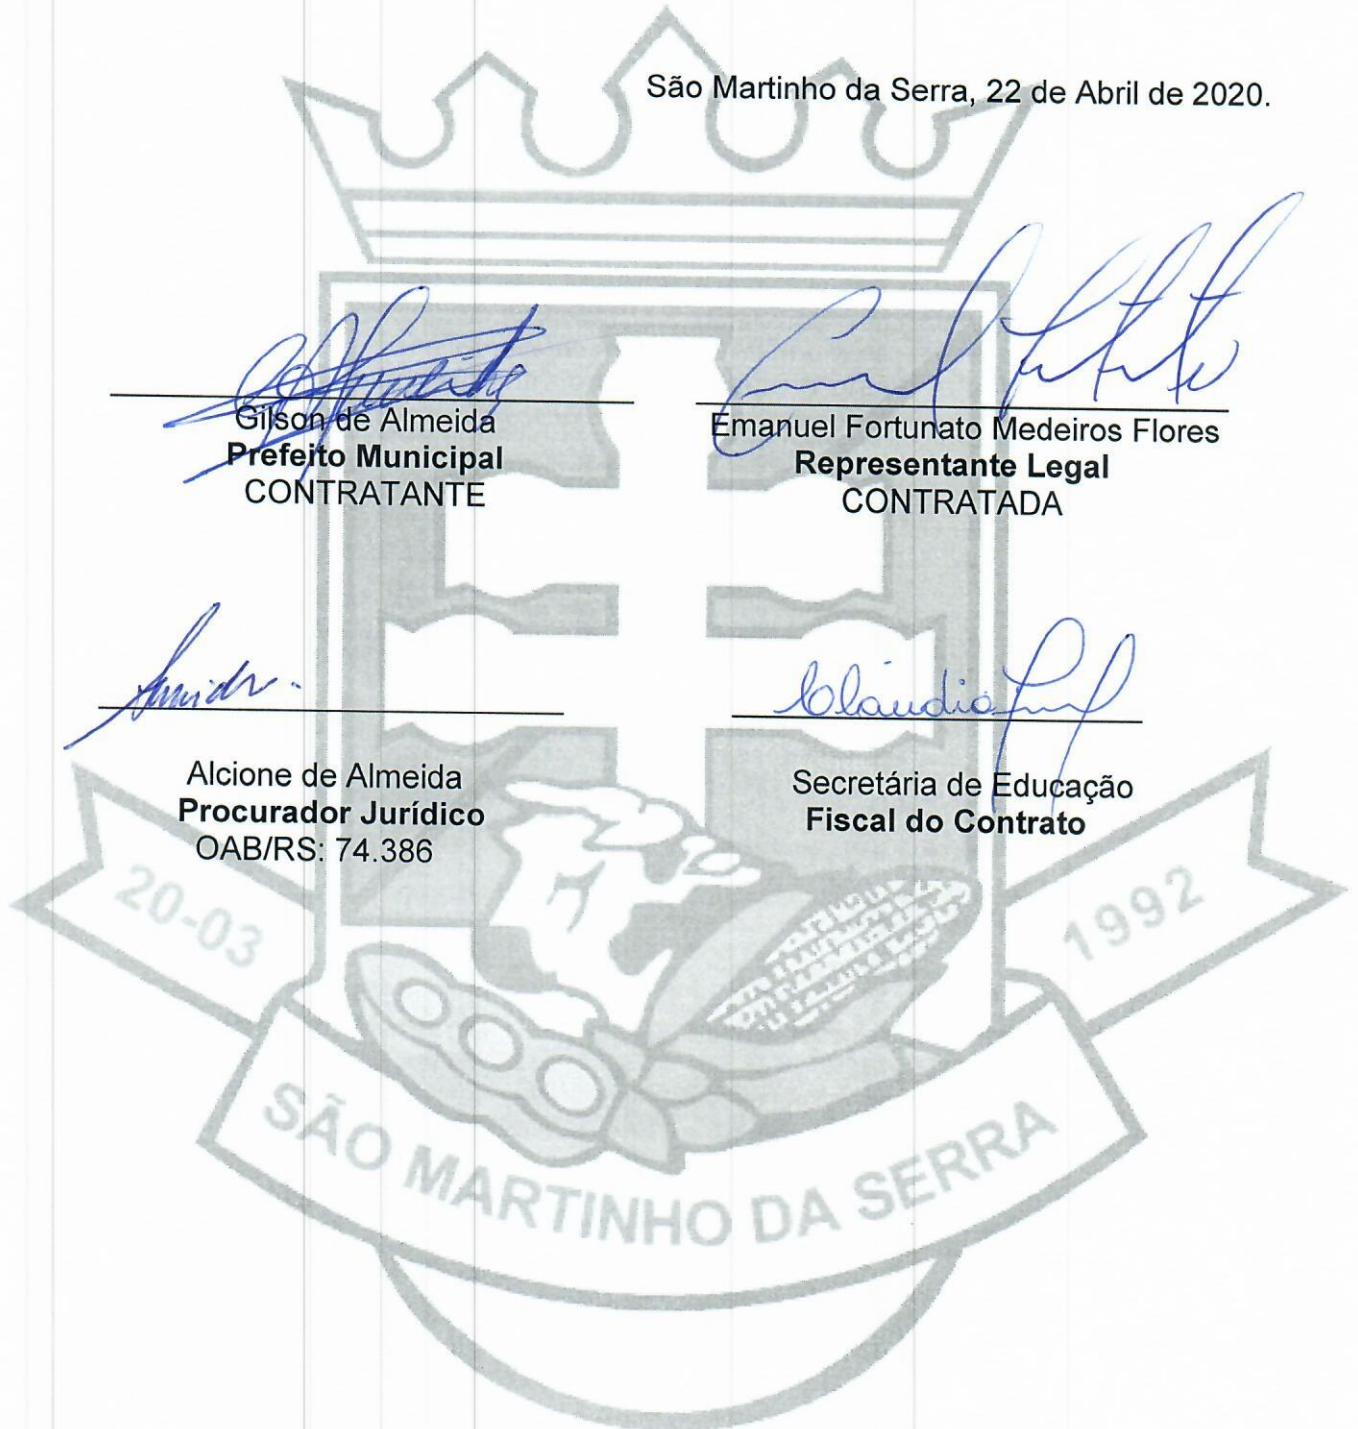 São Martinho da Serra, 22 de Abril de 2020.
Gilson de Almeida
Prefeito Municipal
CONTRATANTE
Emanuel Fortunato Medeiros Flores
Representante Legal
CONTRATADA
Cláudia
Alcione de Almeida
Procurador Jurídico
OAB/RS: 74.386
Secretária de Educação
Fiscal do Contrato
20-03
1992
SÃO MARTINHO DA SERRA